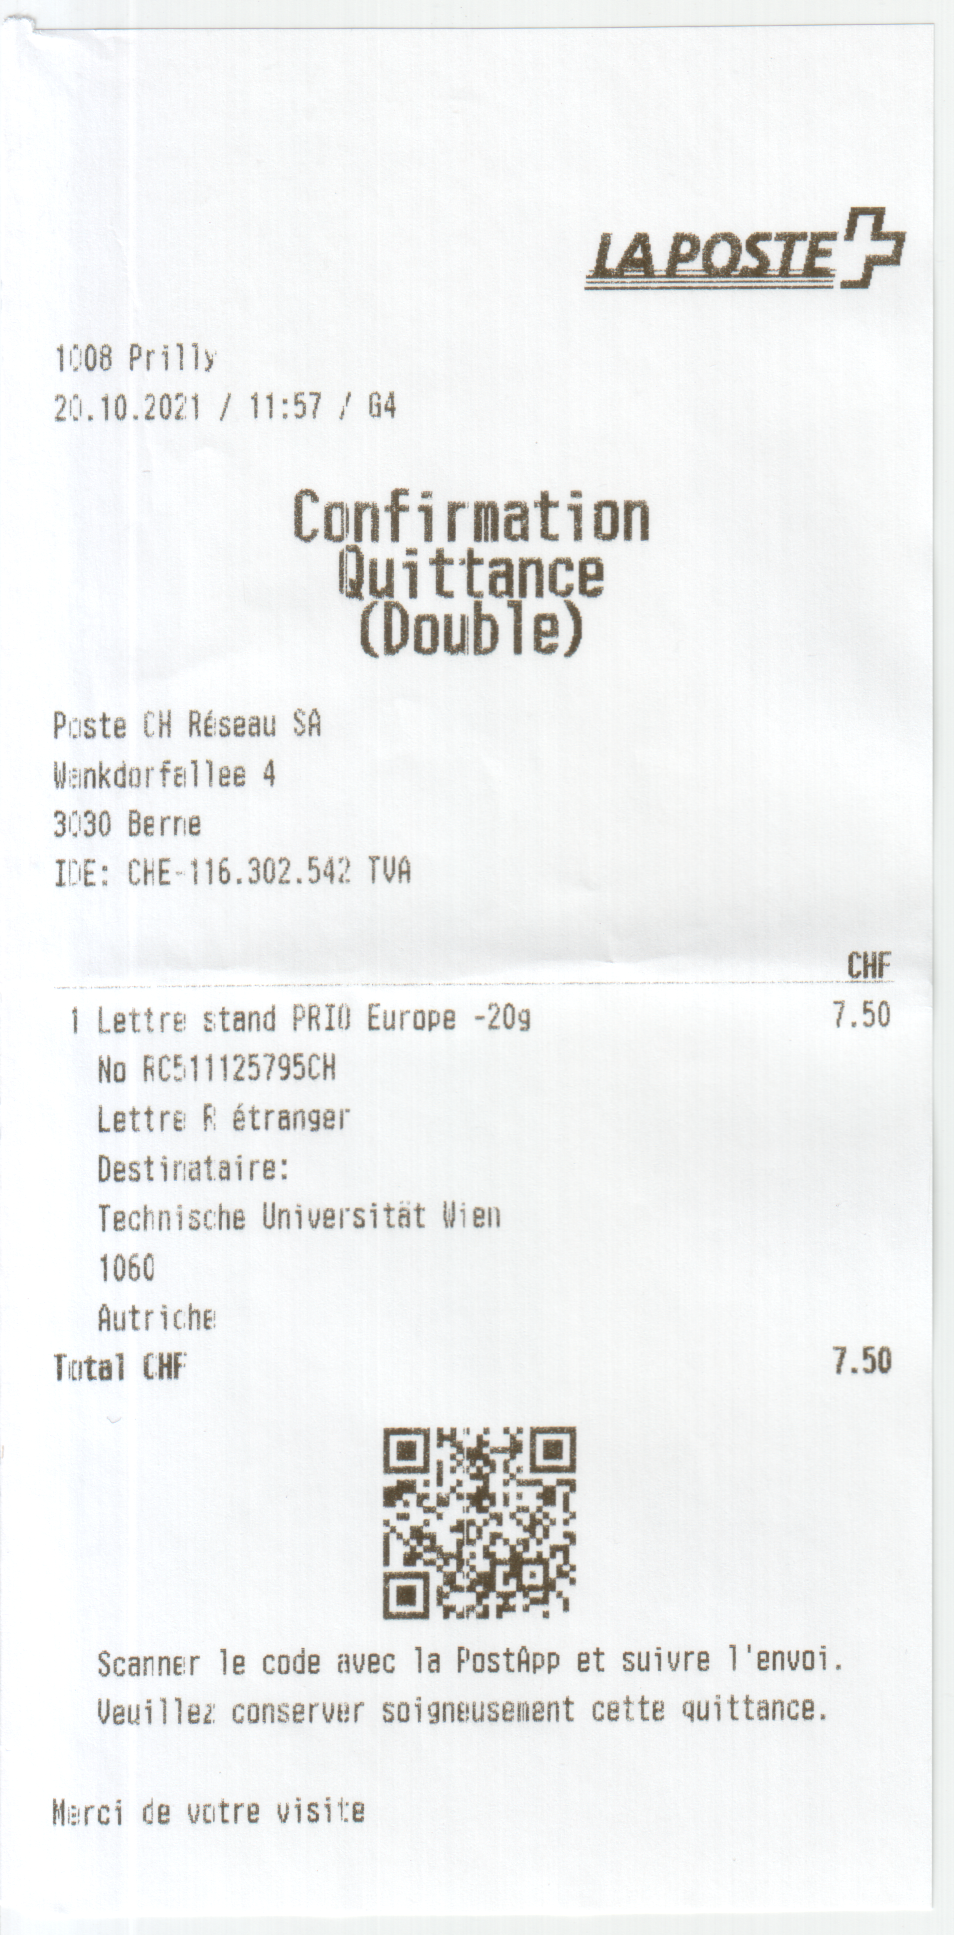 LA POSTE
1008 Prilly
20.10.2021 / 11:57 / G4
Confirmation
Quittance
(Double)
Poste CH Réseau SA
Wankdorfallee 4
3030 Berne
IDE: CHE-116.302.542 TVA
CHF
1 Lettre stand PRIO Europe -20g 7.50
No RC511125795CH
Lettre R étranger
Destinataire:
Technische Universität Wien
1060
Autriche
Total CHF 7.50
Scanner le code avec la PostApp et suivre l'envoi.
Veuillez conserver soigneusement cette quittance.
Merci de votre visite